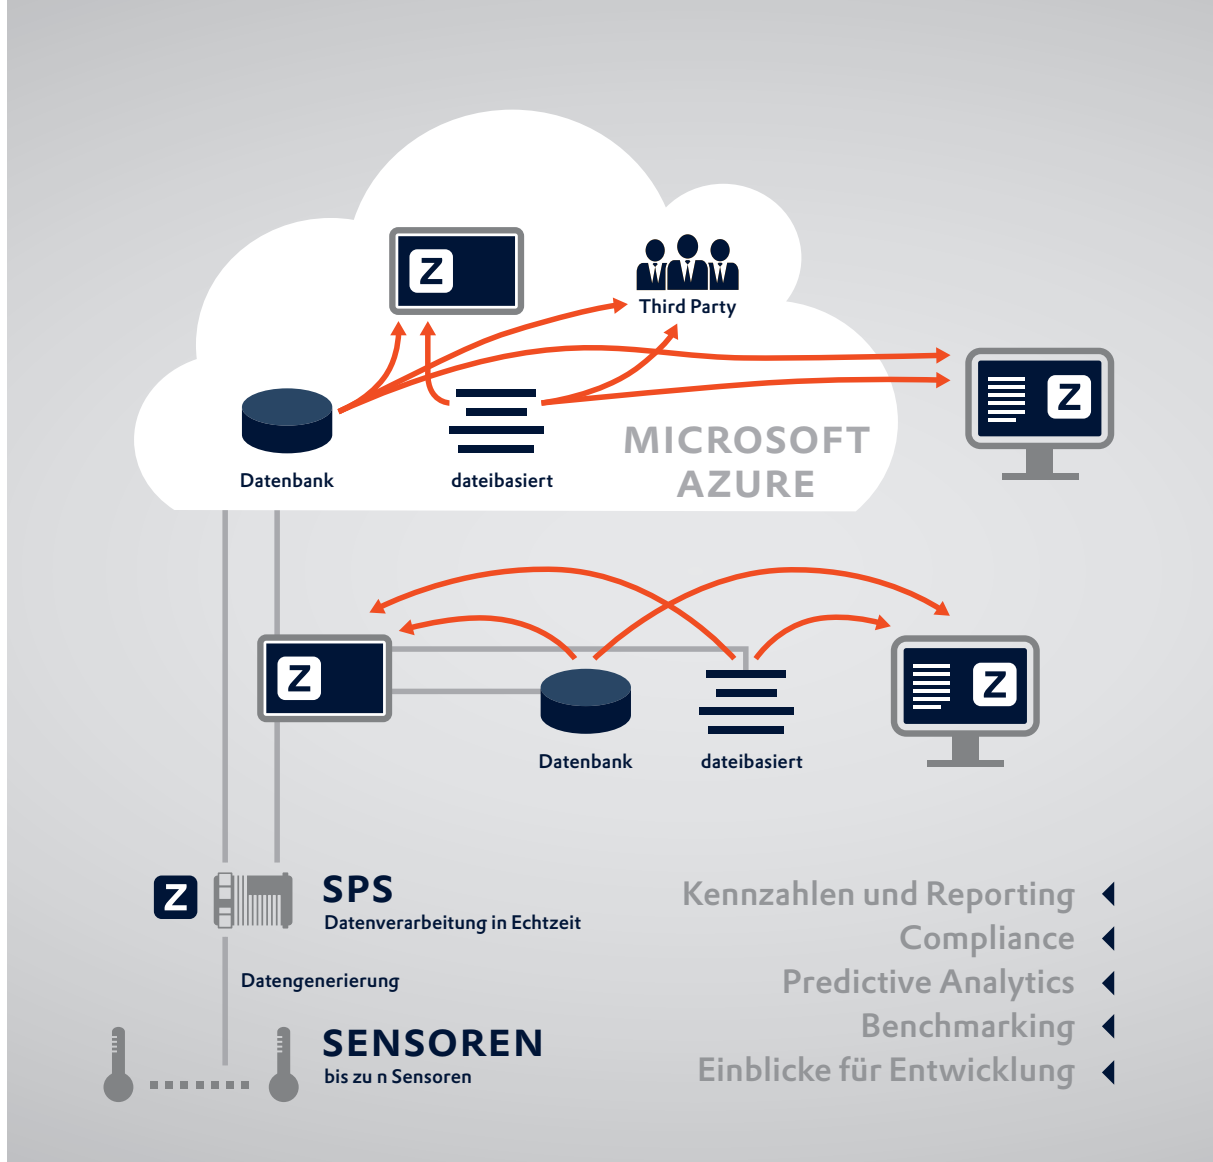 Z
Third Party
Z
Datenbank
dateibasiert
MICROSOFT
AZURE
Z
Z
Datenbank
dateibasiert
Z
SPS
Datenverarbeitung in Echtzeit
Datengenerierung
SENSOREN
bis zu n Sensoren
Kennzahlen und Reporting
Compliance
Predictive Analytics
Benchmarking
Einblicke für Entwicklung